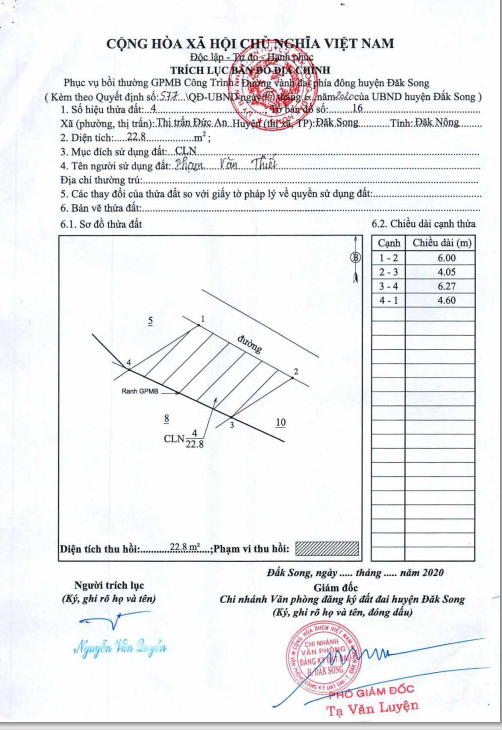 CỘNG HÒA XÃ HỘI CHỦ NGHĨA VIỆT NAM
Độc lập - Tự do - Hạnh phúc
TRÍCH LỤC BẢN ĐỒ ĐỊA CHÍNH
Phục vụ bồi thường GPMB Công Trình: Đường vành đai phía đông huyện Đăk Song
( Kèm theo Quyết định số: \QĐ-UBND ngày tháng năm của UBND huyện Đăk Song )
1. Số hiệu thửa đất: 4 Tờ bản đồ số: 16
Xã (phường, thị trấn): Thị trấn Đức An Huyện (thị xã, TP): Đăk Song Tỉnh: Đăk Nông
2. Diện tích: 22.8 m² ;
3. Mục đích sử dụng đất: CLN
4. Tên người sử dụng đất: Phạm Văn Thiết
Địa chỉ thường trú:
5. Các thay đổi của thửa đất so với giấy tờ pháp lý về quyền sử dụng đất:
6. Bản vẽ thửa đất:
6.1. Sơ đồ thửa đất
6.2. Chiều dài cạnh thửa
Cạnh Chiều dài (m)
1 - 2 6.00
2 - 3 4.05
3 - 4 6.27
4 - 1 4.60
B
5
1
đường
4
2
Ranh GPMB
8
3
10
CLN 4
22.8
Diện tích thu hồi: 22.8 m² ;Phạm vi thu hồi:
Đăk Song, ngày ..... tháng ..... năm 2020
Người trích lục
(Ký, ghi rõ họ và tên)
Giám đốc
Chi nhánh Văn phòng đăng ký đất đai huyện Đăk Song
(Ký, ghi rõ họ và tên, đóng dấu)
Nguyễn Văn Quyền
CHI NHÁNH
VĂN PHÒNG
ĐĂNG KÝ ĐẤT ĐAI
H. ĐĂK SONG
PHÓ GIÁM ĐỐC
Tạ Văn Luyện